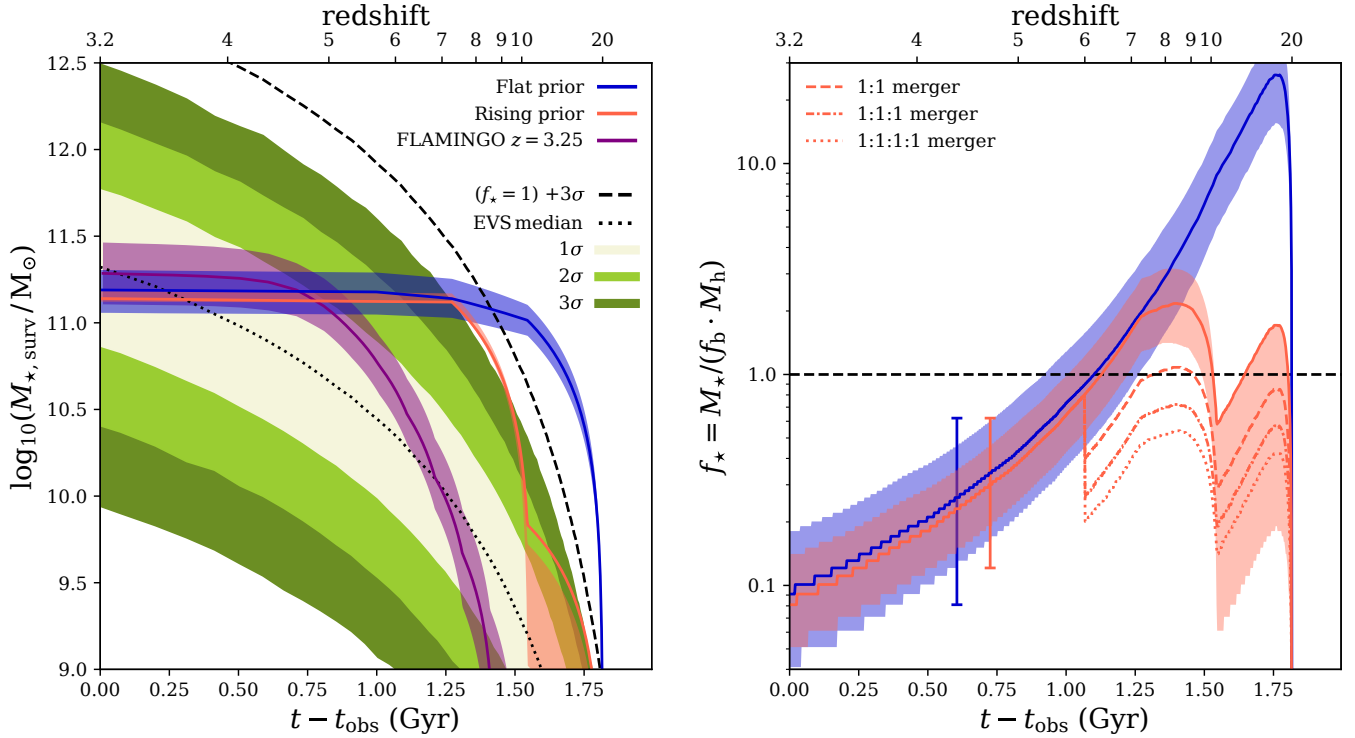 redshift
3.2 4 5 6 7 8 9 10 20
12.5
12.0
11.5
11.0
10.5
10.0
9.5
9.0
log₁₀(M⋆, surv/M⊙)
Flat prior
Rising prior
FLAMINGO z = 3.25
(f⋆ = 1) +3σ
EVS median
1σ
2σ
3σ
0.00 0.25 0.50 0.75 1.00 1.25 1.50 1.75
t − t_obs (Gyr)
redshift
3.2 4 5 6 7 8 9 10 20
10.0
1.0
0.1
f⋆ = M⋆/(f_b · M_h)
1:1 merger
1:1:1 merger
1:1:1:1 merger
0.00 0.25 0.50 0.75 1.00 1.25 1.50 1.75
t − t_obs (Gyr)